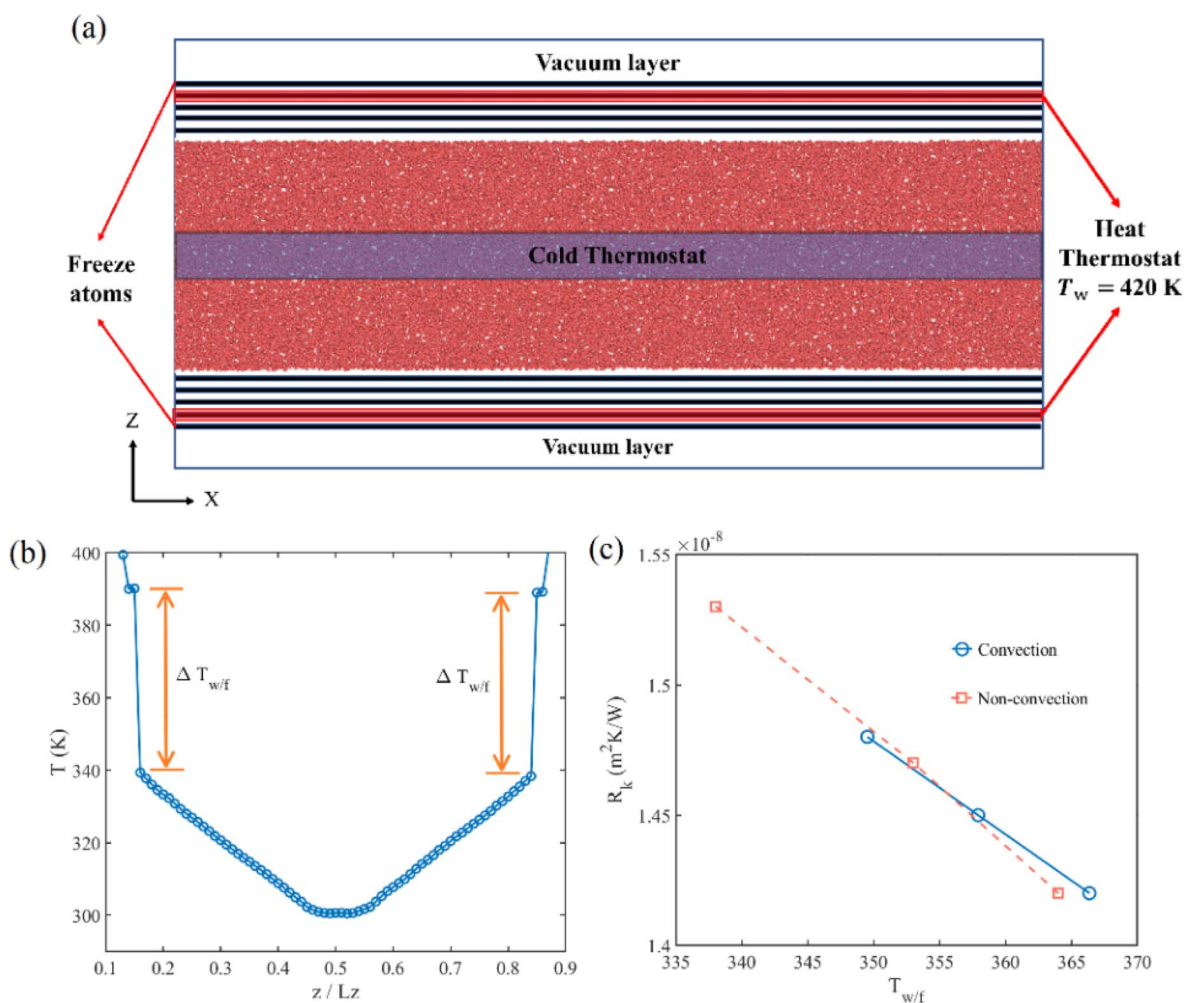 (a)
Vacuum layer
Cold Thermostat
Freeze
atoms
Heat
Thermostat
T_w = 420 K
Z
X
Vacuum layer
(b)
400
380
360
340
320
300
T (K)
Δ T_w/f
Δ T_w/f
0.1 0.2 0.3 0.4 0.5 0.6 0.7 0.8 0.9
z / Lz
(c)
×10^-8
1.55
1.5
1.45
1.4
R_k (m^2K/W)
Convection
Non-convection
335 340 345 350 355 360 365 370
T_w/f